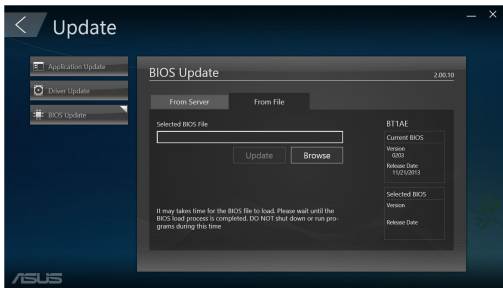 Update
Application Update
Driver Update
BIOS Update
BIOS Update
2.00.10
From Server
From File
Selected BIOS File
Update
Browse
It may takes time for the BIOS file to load. Please wait until the
BIOS load process is completed. DO NOT shut down or run pro-
grams during this time
BT1AE
Current BIOS
Version
0203
Release Date
11/21/2013
Selected BIOS
Version
Release Date
ASUS